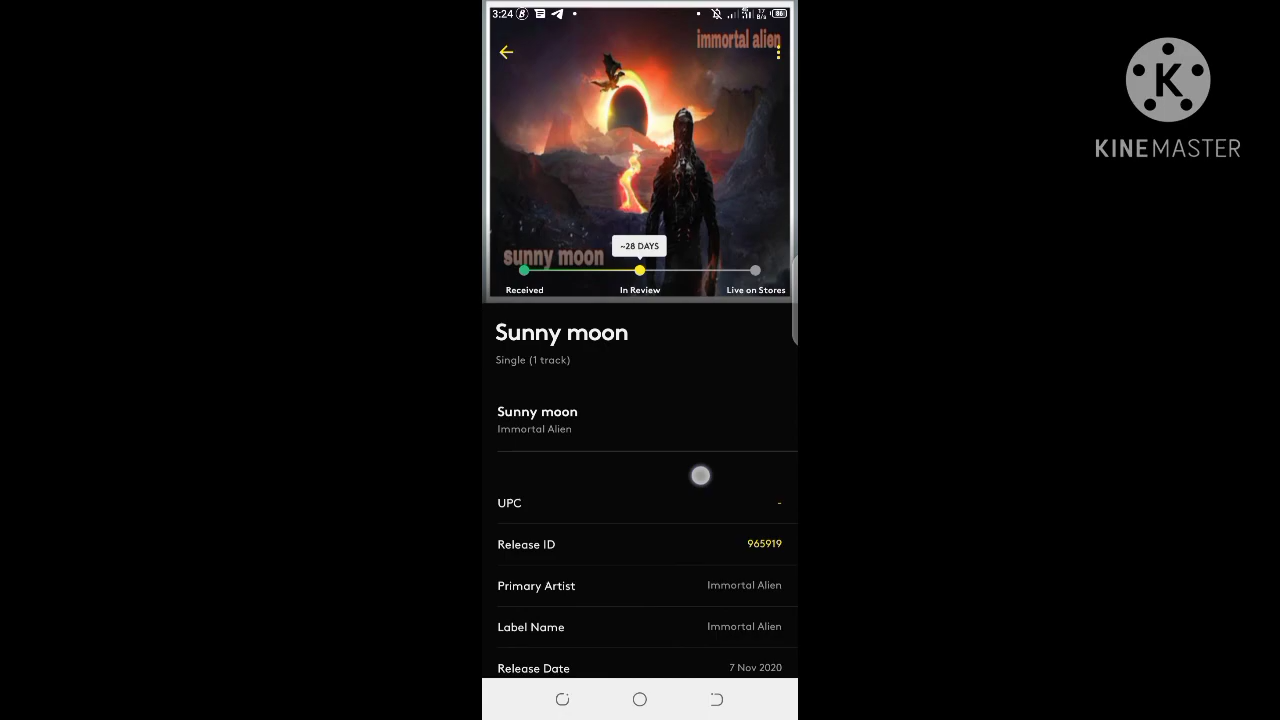 3:24
86
immortal alien
KINEMASTER
sunny moon
~28 DAYS
Received In Review Live on Stores
Sunny moon
Single (1 track)
Sunny moon
Immortal Alien
UPC -
Release ID 965919
Primary Artist Immortal Alien
Label Name Immortal Alien
Release Date 7 Nov 2020